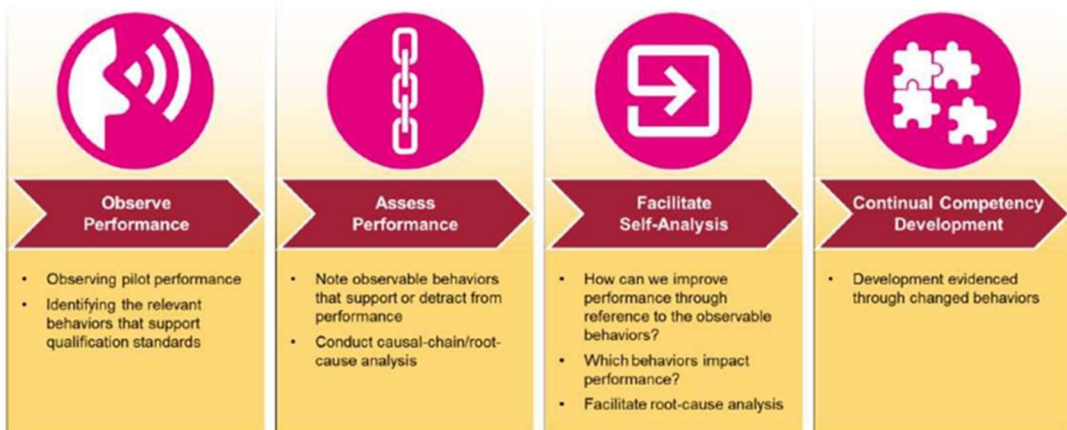 Observe
Performance
• Observing pilot performance
• Identifying the relevant
behaviors that support
qualification standards
Assess
Performance
• Note observable behaviors
that support or detract from
performance
• Conduct causal-chain/root-
cause analysis
Facilitate
Self-Analysis
• How can we improve
performance through
reference to the observable
behaviors?
• Which behaviors impact
performance?
• Facilitate root-cause analysis
Continual Competency
Development
• Development evidenced
through changed behaviors